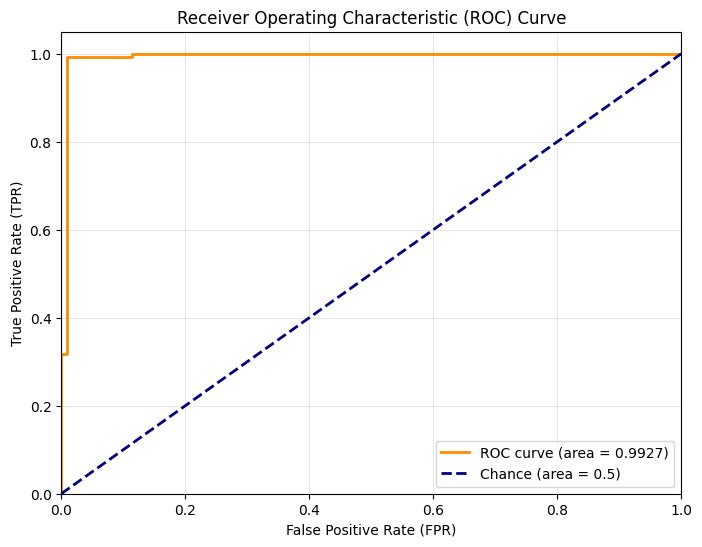 Receiver Operating Characteristic (ROC) Curve
True Positive Rate (TPR)
1.0
0.8
0.6
0.4
0.2
0.0
0.0 0.2 0.4 0.6 0.8 1.0
False Positive Rate (FPR)
ROC curve (area = 0.9927)
Chance (area = 0.5)